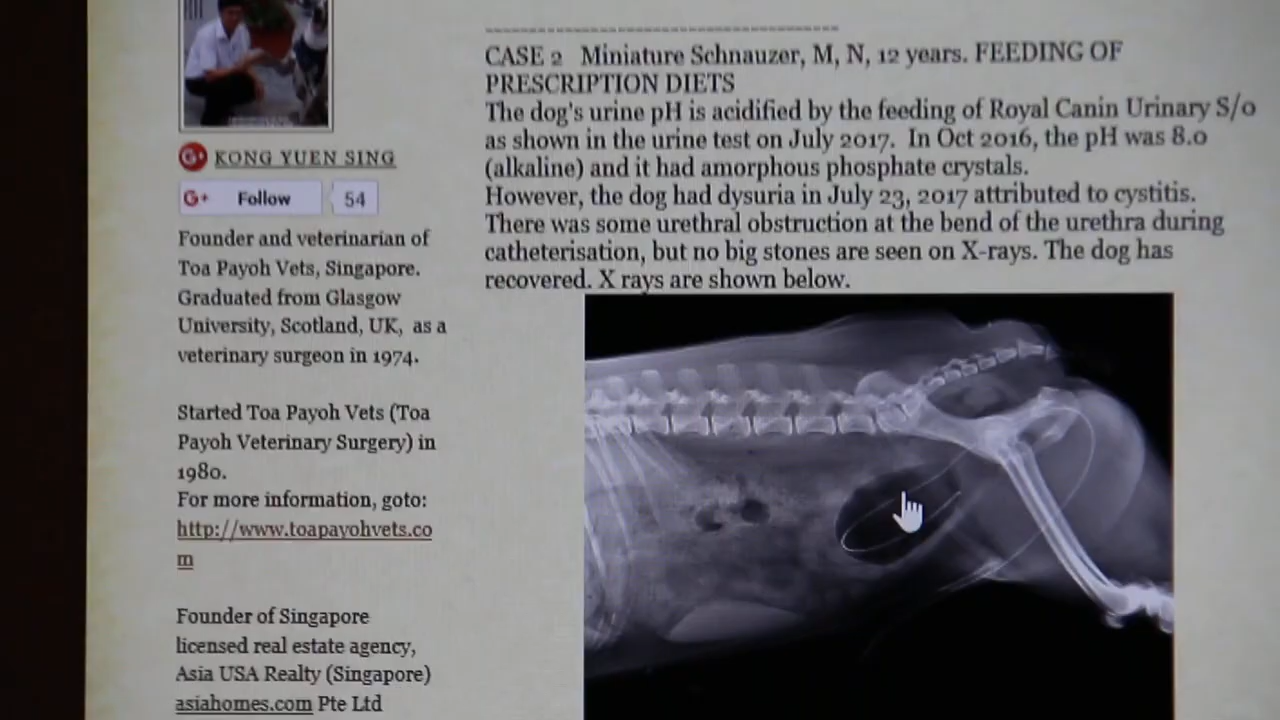 KONG YUEN SING
G+ Follow 54
Founder and veterinarian of
Toa Payoh Vets, Singapore.
Graduated from Glasgow
University, Scotland, UK, as a
veterinary surgeon in 1974.
Started Toa Payoh Vets (Toa
Payoh Veterinary Surgery) in
1980.
For more information, goto:
http://www.toapayohvets.co
m
Founder of Singapore
licensed real estate agency,
Asia USA Realty (Singapore)
asiahomes.com Pte Ltd
------------------------------------
CASE 2 Miniature Schnauzer, M, N, 12 years. FEEDING OF
PRESCRIPTION DIETS
The dog's urine pH is acidified by the feeding of Royal Canin Urinary S/0
as shown in the urine test on July 2017. In Oct 2016, the pH was 8.0
(alkaline) and it had amorphous phosphate crystals.
However, the dog had dysuria in July 23, 2017 attributed to cystitis.
There was some urethral obstruction at the bend of the urethra during
catheterisation, but no big stones are seen on X-rays. The dog has
recovered. X rays are shown below.